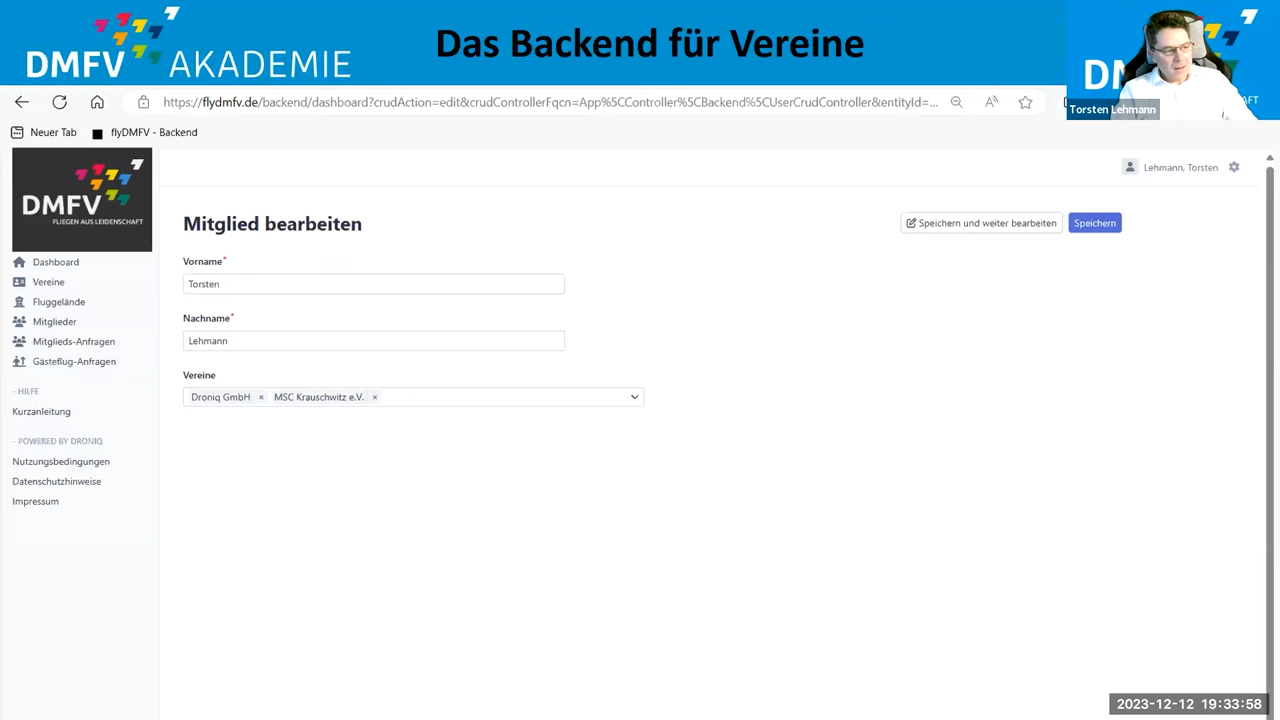 DMFV AKADEMIE
Das Backend für Vereine
Torsten Lehmann
https://flydmfv.de/backend/dashboard?crudAction=edit&crudControllerFqcn=App%5CController%5CBackend%5CUserCrudController&entityId=...
Neuer Tab
flyDMFV - Backend
DMFV
FLIEGEN AUS LEIDENSCHAFT
Lehmann, Torsten
Dashboard
Vereine
Fluggelände
Mitglieder
Mitglieds-Anfragen
Gästeflug-Anfragen
- HILFE
Kurzanleitung
- POWERED BY DRONIQ
Nutzungsbedingungen
Datenschutzhinweise
Impressum
Mitglied bearbeiten
Speichern und weiter bearbeiten
Speichern
Vorname*
Torsten
Nachname*
Lehmann
Vereine
Droniq GmbH × MSC Krauschwitz e.V. ×
2023-12-12 19:33:58